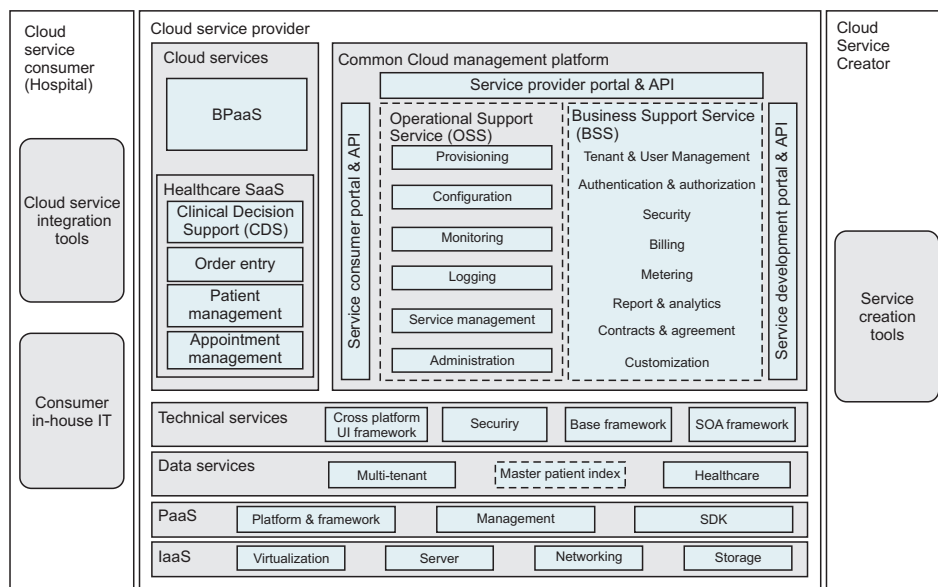 Cloud
service
consumer
(Hospital)
Cloud service
integration
tools
Consumer
in-house IT
Cloud service provider
Cloud services
BPaaS
Healthcare SaaS
Clinical Decision
Support (CDS)
Order entry
Patient
management
Appointment
management
Common Cloud management platform
Service provider portal & API
Service consumer portal & API
Operational Support
Service (OSS)
Provisioning
Configuration
Monitoring
Logging
Service management
Administration
Business Support Service
(BSS)
Tenant & User Management
Authentication & authorization
Security
Billing
Metering
Report & analytics
Contracts & agreement
Customization
Service development portal & API
Technical services
Cross platform
UI framework
Securiry
Base framework
SOA framework
Data services
Multi-tenant
Master patient index
Healthcare
PaaS
Platform & framework
Management
SDK
IaaS
Virtualization
Server
Networking
Storage
Cloud
Service
Creator
Service
creation
tools